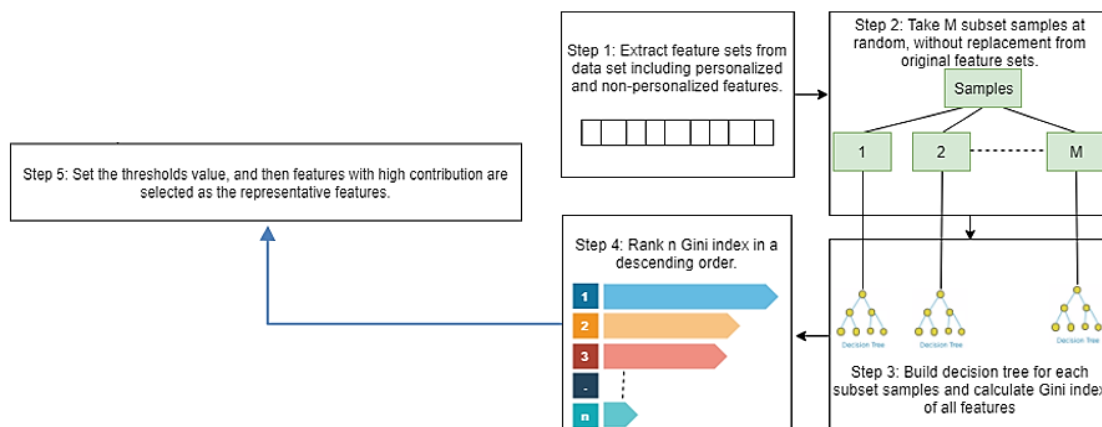 Step 1: Extract feature sets from
data set including personalized
and non-personalized features.
Step 2: Take M subset samples at
random, without replacement from
original feature sets.
Samples
1
2
M
Decision Tree
Decision Tree
Decision Tree
Step 3: Build decision tree for each
subset samples and calculate Gini index
of all features
Step 4: Rank n Gini index in a
descending order.
1
2
3
.
n
Step 5: Set the thresholds value, and then features with high contribution are
selected as the representative features.